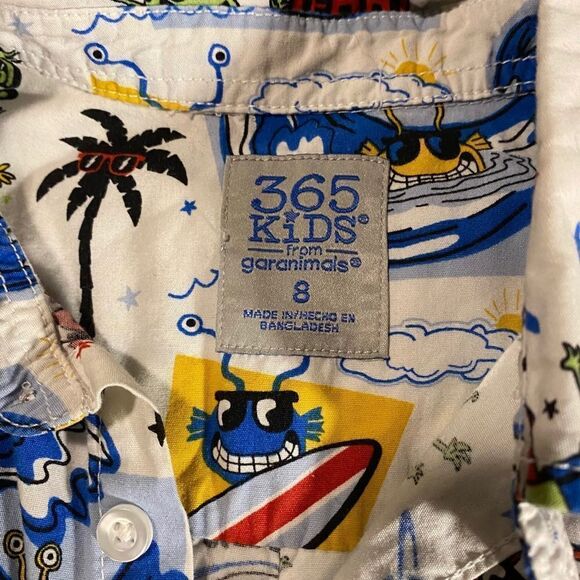 365
KiDS®
from
garanimals®
8
MADE IN/HECHO EN
BANGLADESH